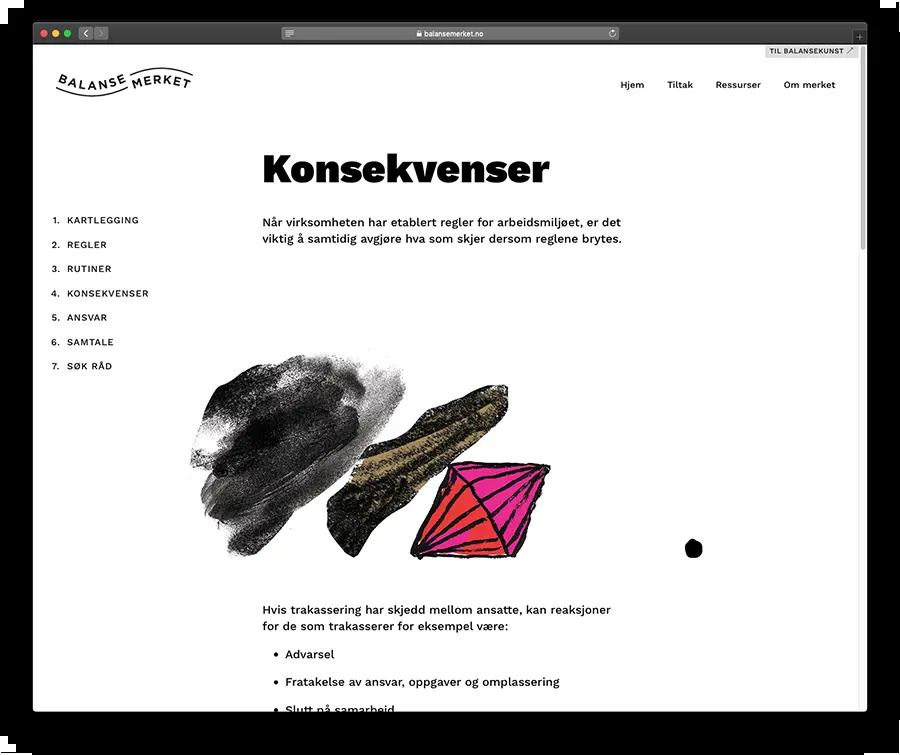 balansemerket.no
TIL BALANSEKUNST ↗
BALANSE MERKET
Hjem
Tiltak
Ressurser
Om merket
Konsekvenser
Når virksomheten har etablert regler for arbeidsmiljøet, er det
viktig å samtidig avgjøre hva som skjer dersom reglene brytes.
1. KARTLEGGING
2. REGLER
3. RUTINER
4. KONSEKVENSER
5. ANSVAR
6. SAMTALE
7. SØK RÅD
Hvis trakassering har skjedd mellom ansatte, kan reaksjoner
for de som trakasserer for eksempel være:
• Advarsel
• Fratakelse av ansvar, oppgaver og omplassering
• Slutt på samarbeid